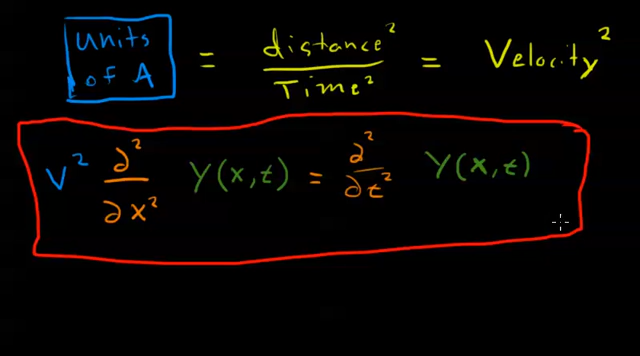 Units of A = distance² / Time² = Velocity²
V² ∂²/∂x² Y(x,t) = ∂²/∂t² Y(x,t)